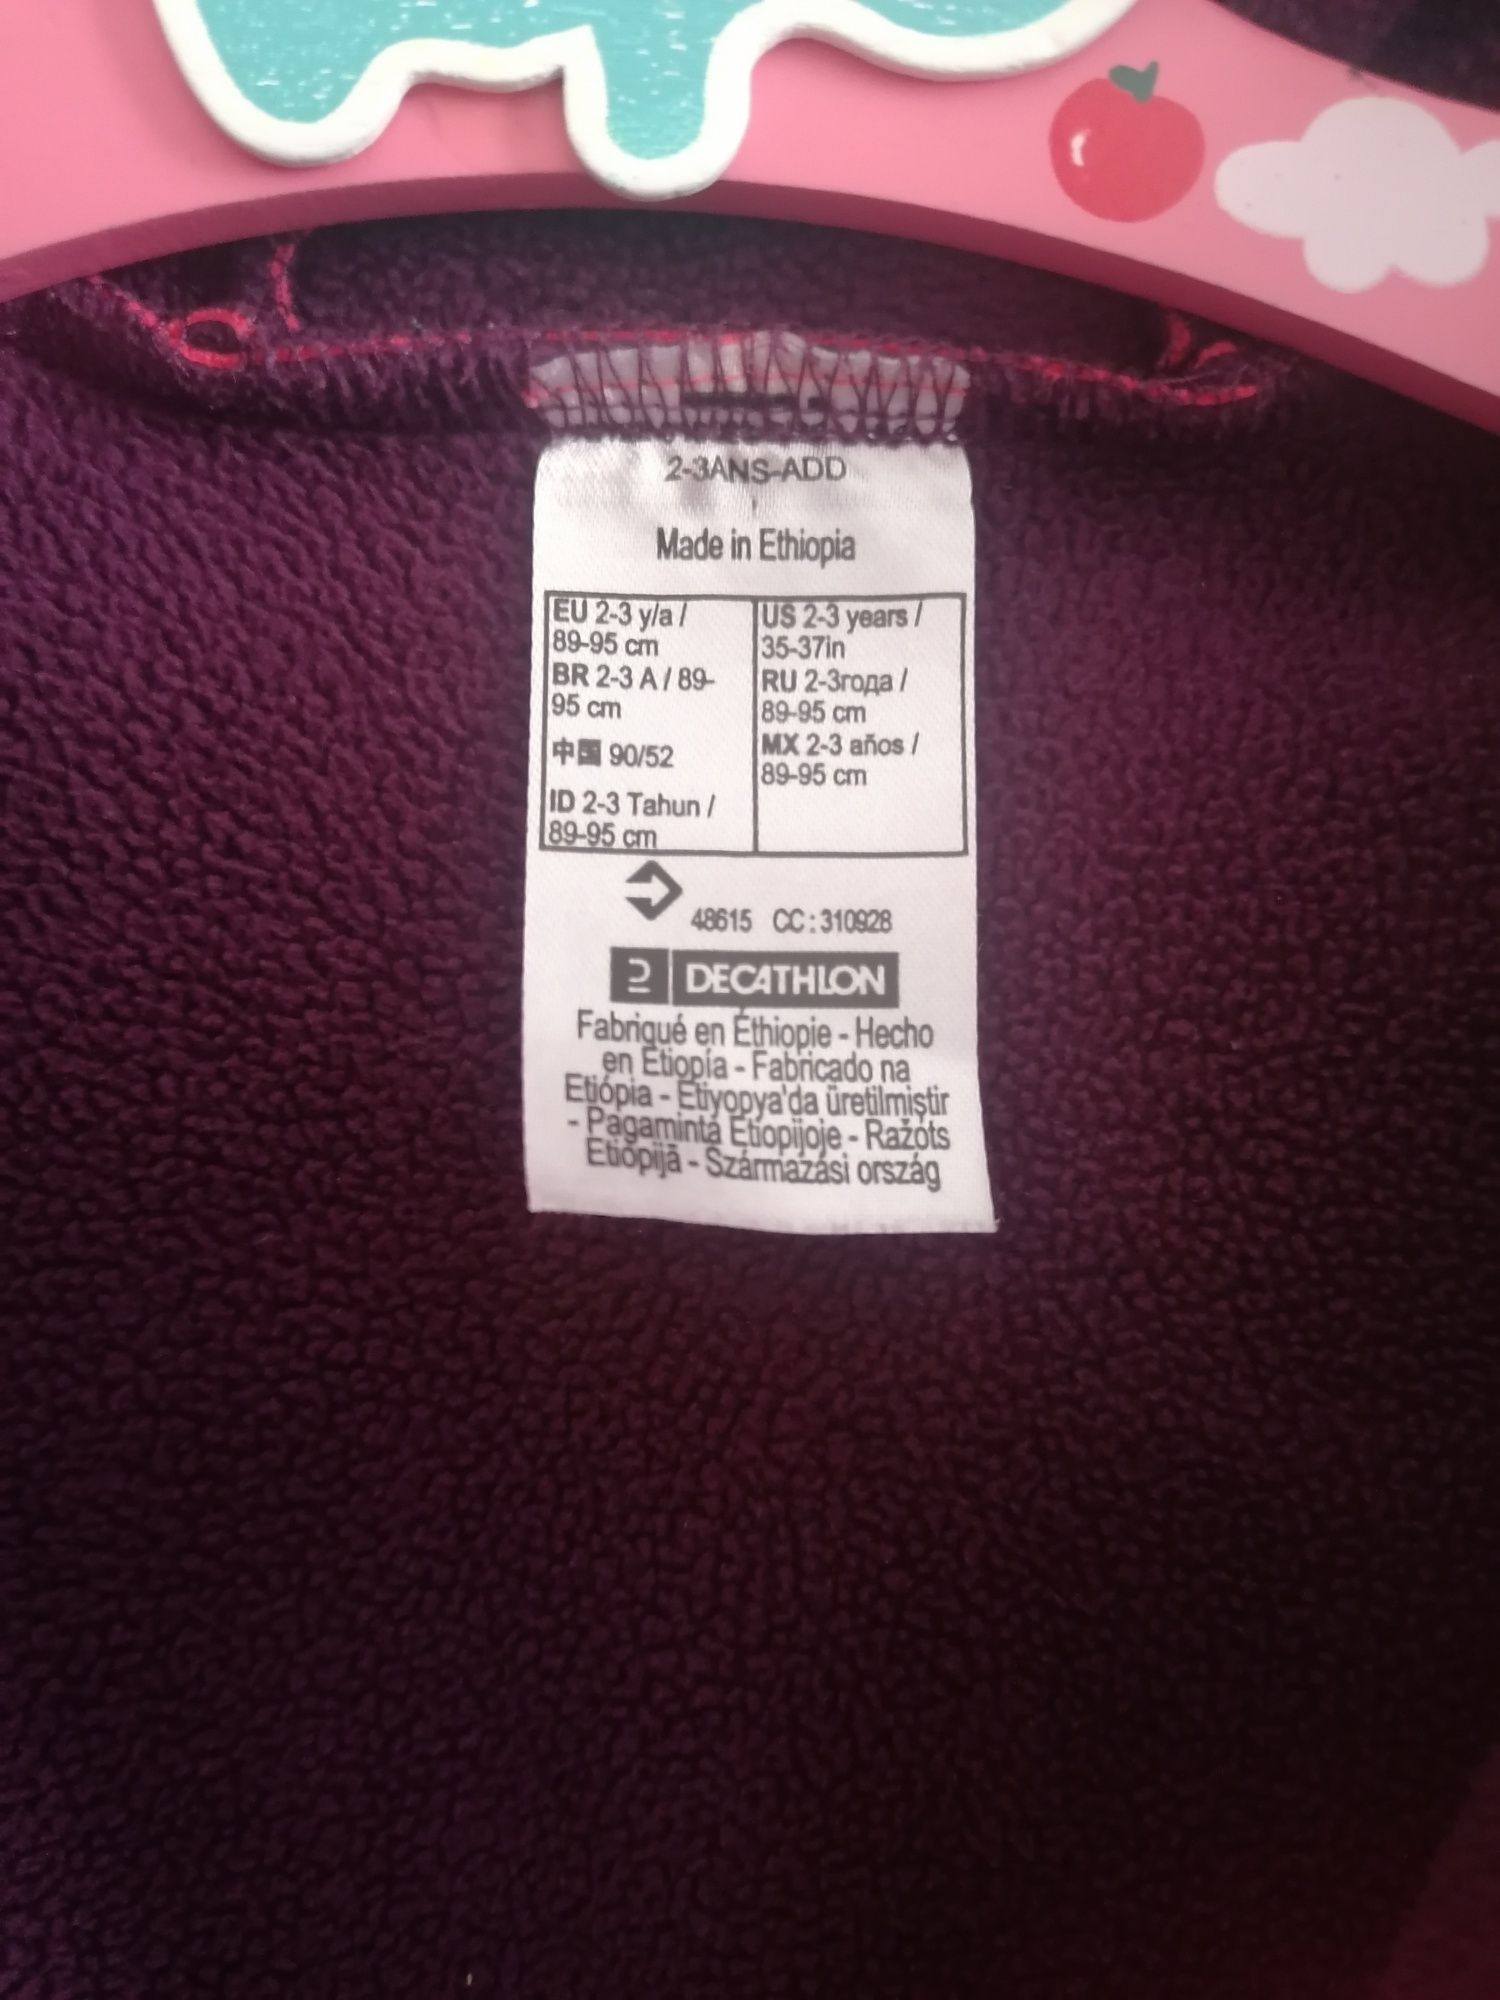 2-3ANS-ADD
Made in Ethiopia
EU 2-3 y/a /
89-95 cm
BR 2-3 A / 89-
95 cm
中国 90/52
ID 2-3 Tahun /
89-95 cm
US 2-3 years /
35-37in
RU 2-3года /
89-95 cm
MX 2-3 años /
89-95 cm
48615 CC:310928
DECATHLON
Fabriqué en Éthiopie - Hecho
en Etiopía - Fabricado na
Etiópia - Etiyopya'da üretilmiştir
- Pagaminta Etiopijoje - Ražots
Etiopijā - Származási ország